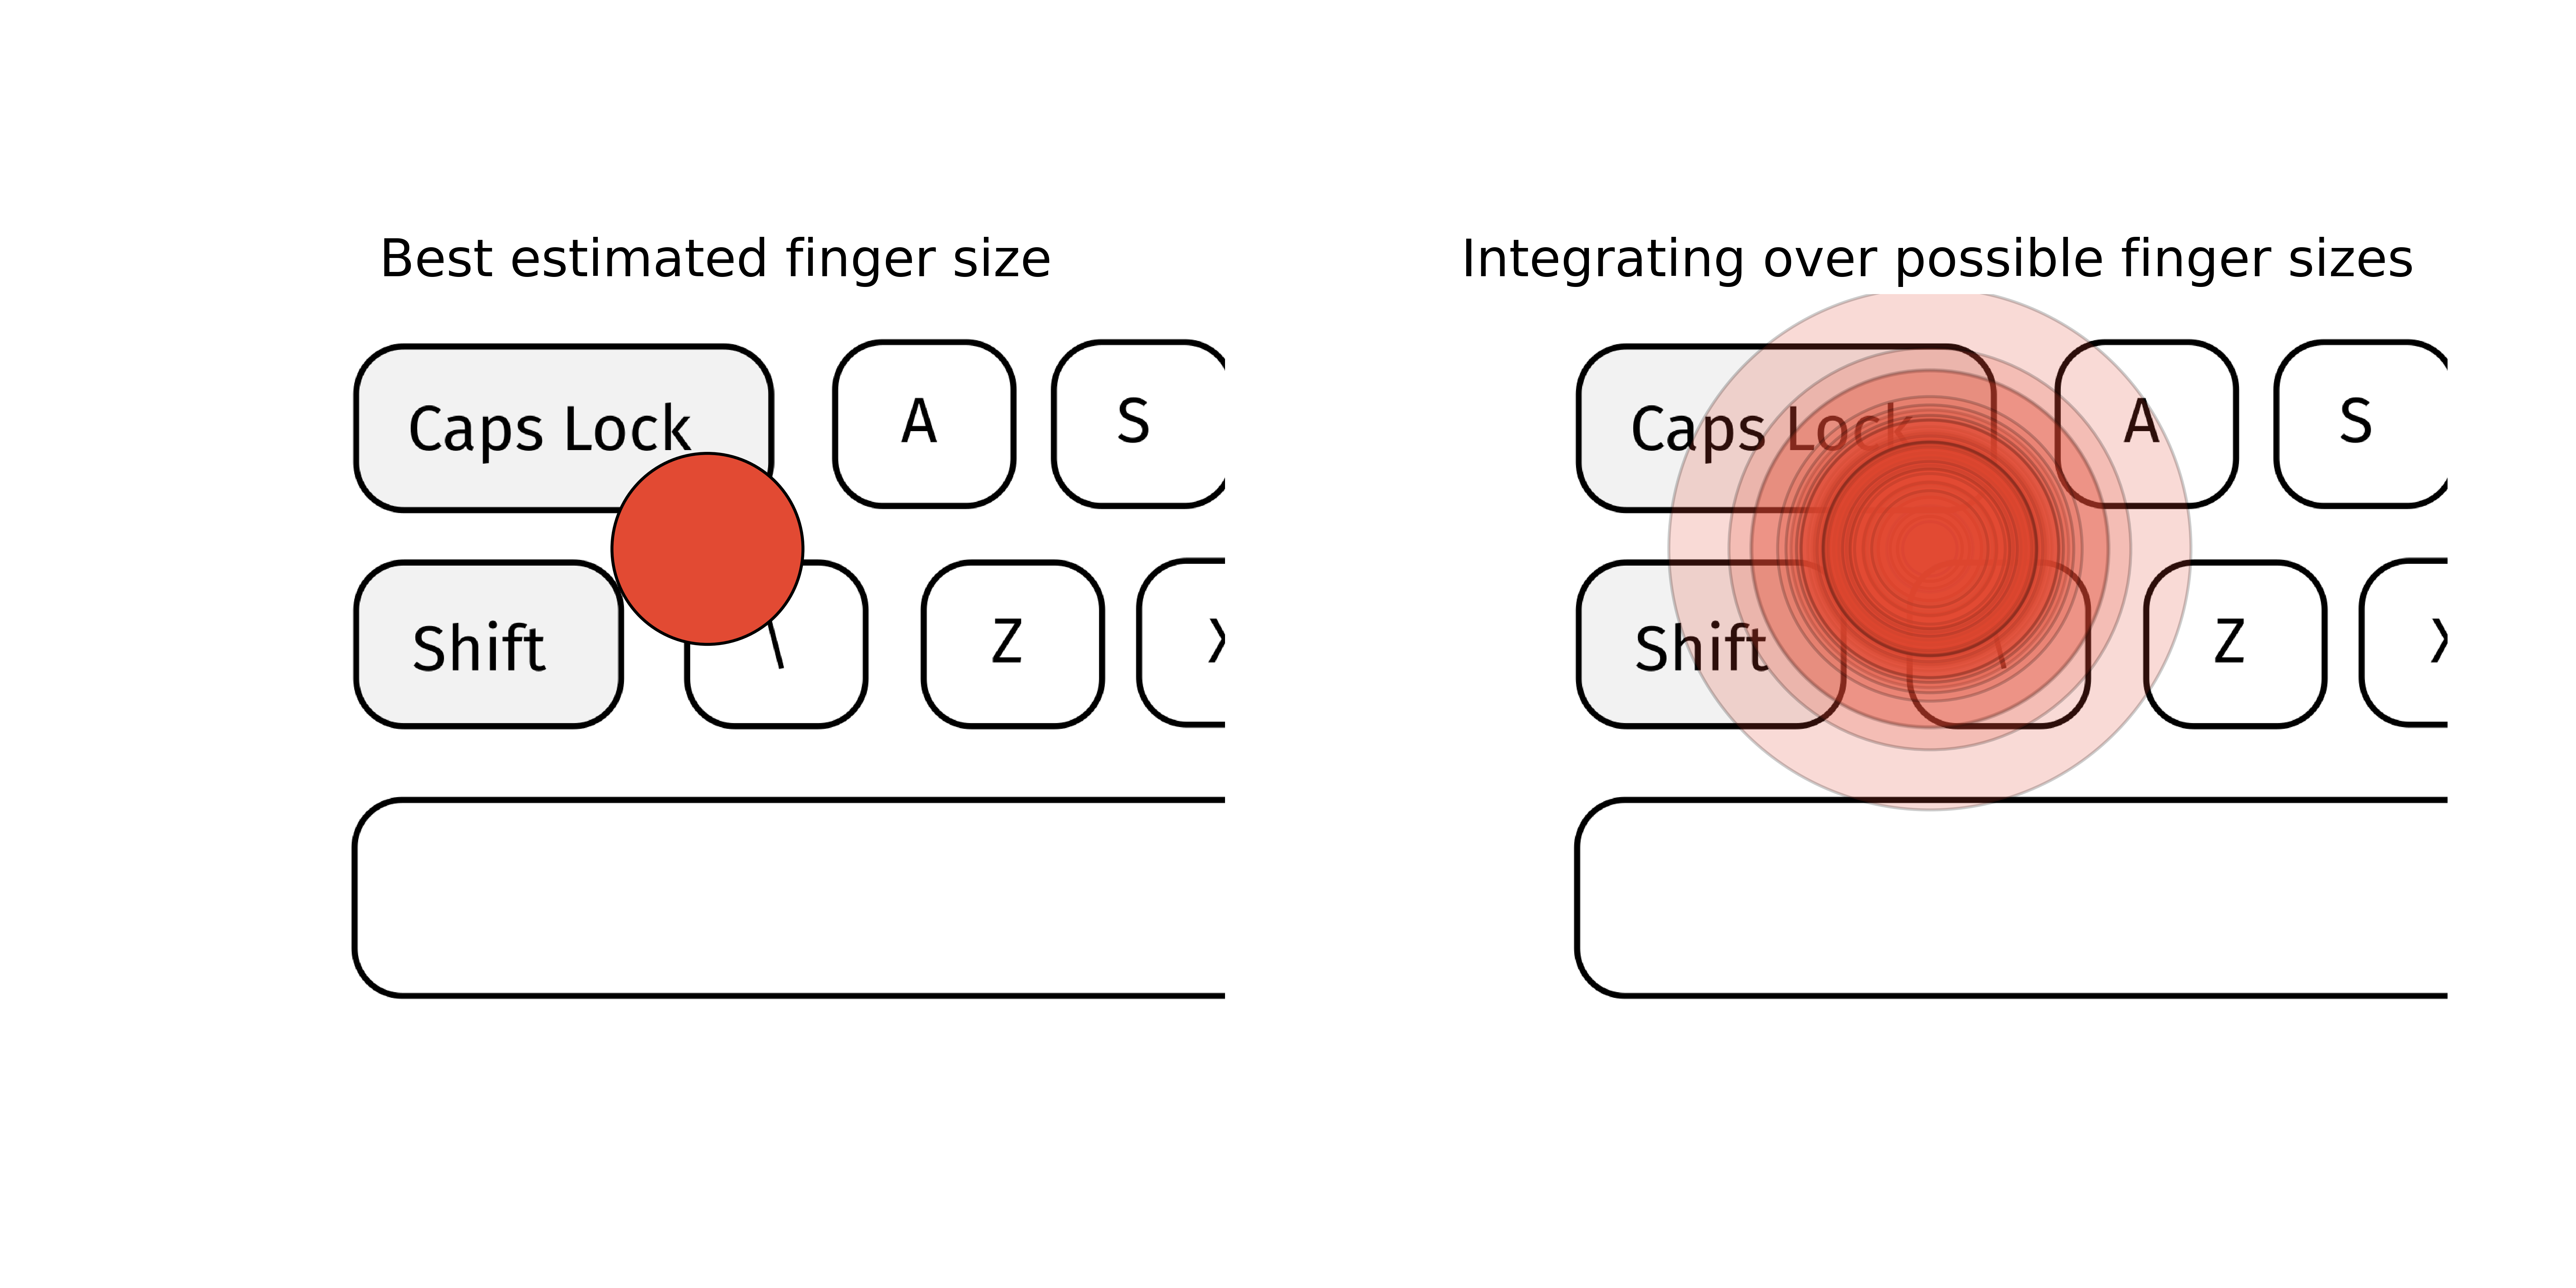 Best estimated finger size
Caps Lock A S
Shift \ Z X
Integrating over possible finger sizes
Caps Lock A S
Shift \ Z X